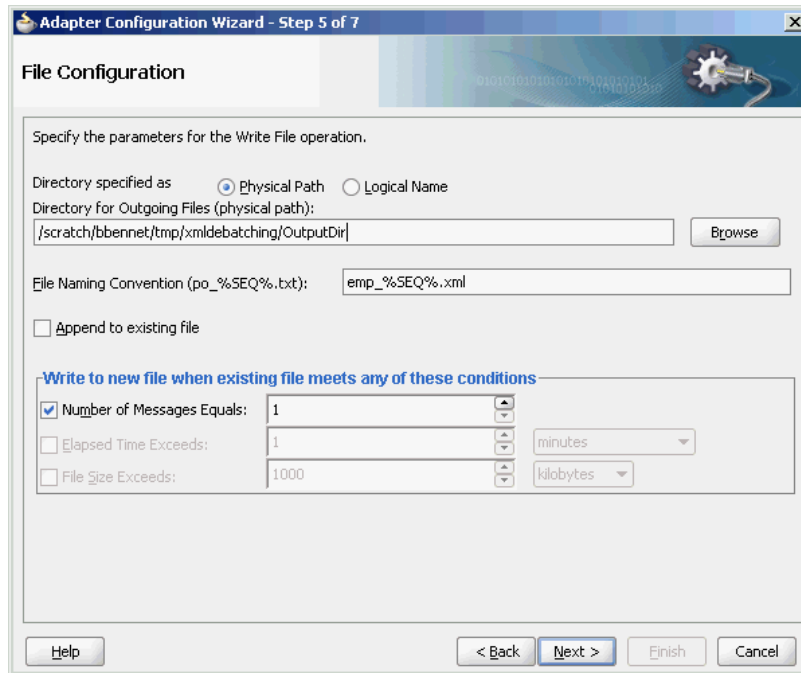 Adapter Configuration Wizard - Step 5 of 7
File Configuration
0101010101010101010101010101
01010101010
Specify the parameters for the Write File operation.
Directory specified as Physical Path Logical Name
Directory for Outgoing Files (physical path):
/scratch/bbennet/tmp/xmldebatching/OutputDir
Browse
File Naming Convention (po_%SEQ%.txt): emp_%SEQ%.xml
Append to existing file
Write to new file when existing file meets any of these conditions
Number of Messages Equals: 1
Elapsed Time Exceeds: 1 minutes
File Size Exceeds: 1000 kilobytes
Help < Back Next > Finish Cancel